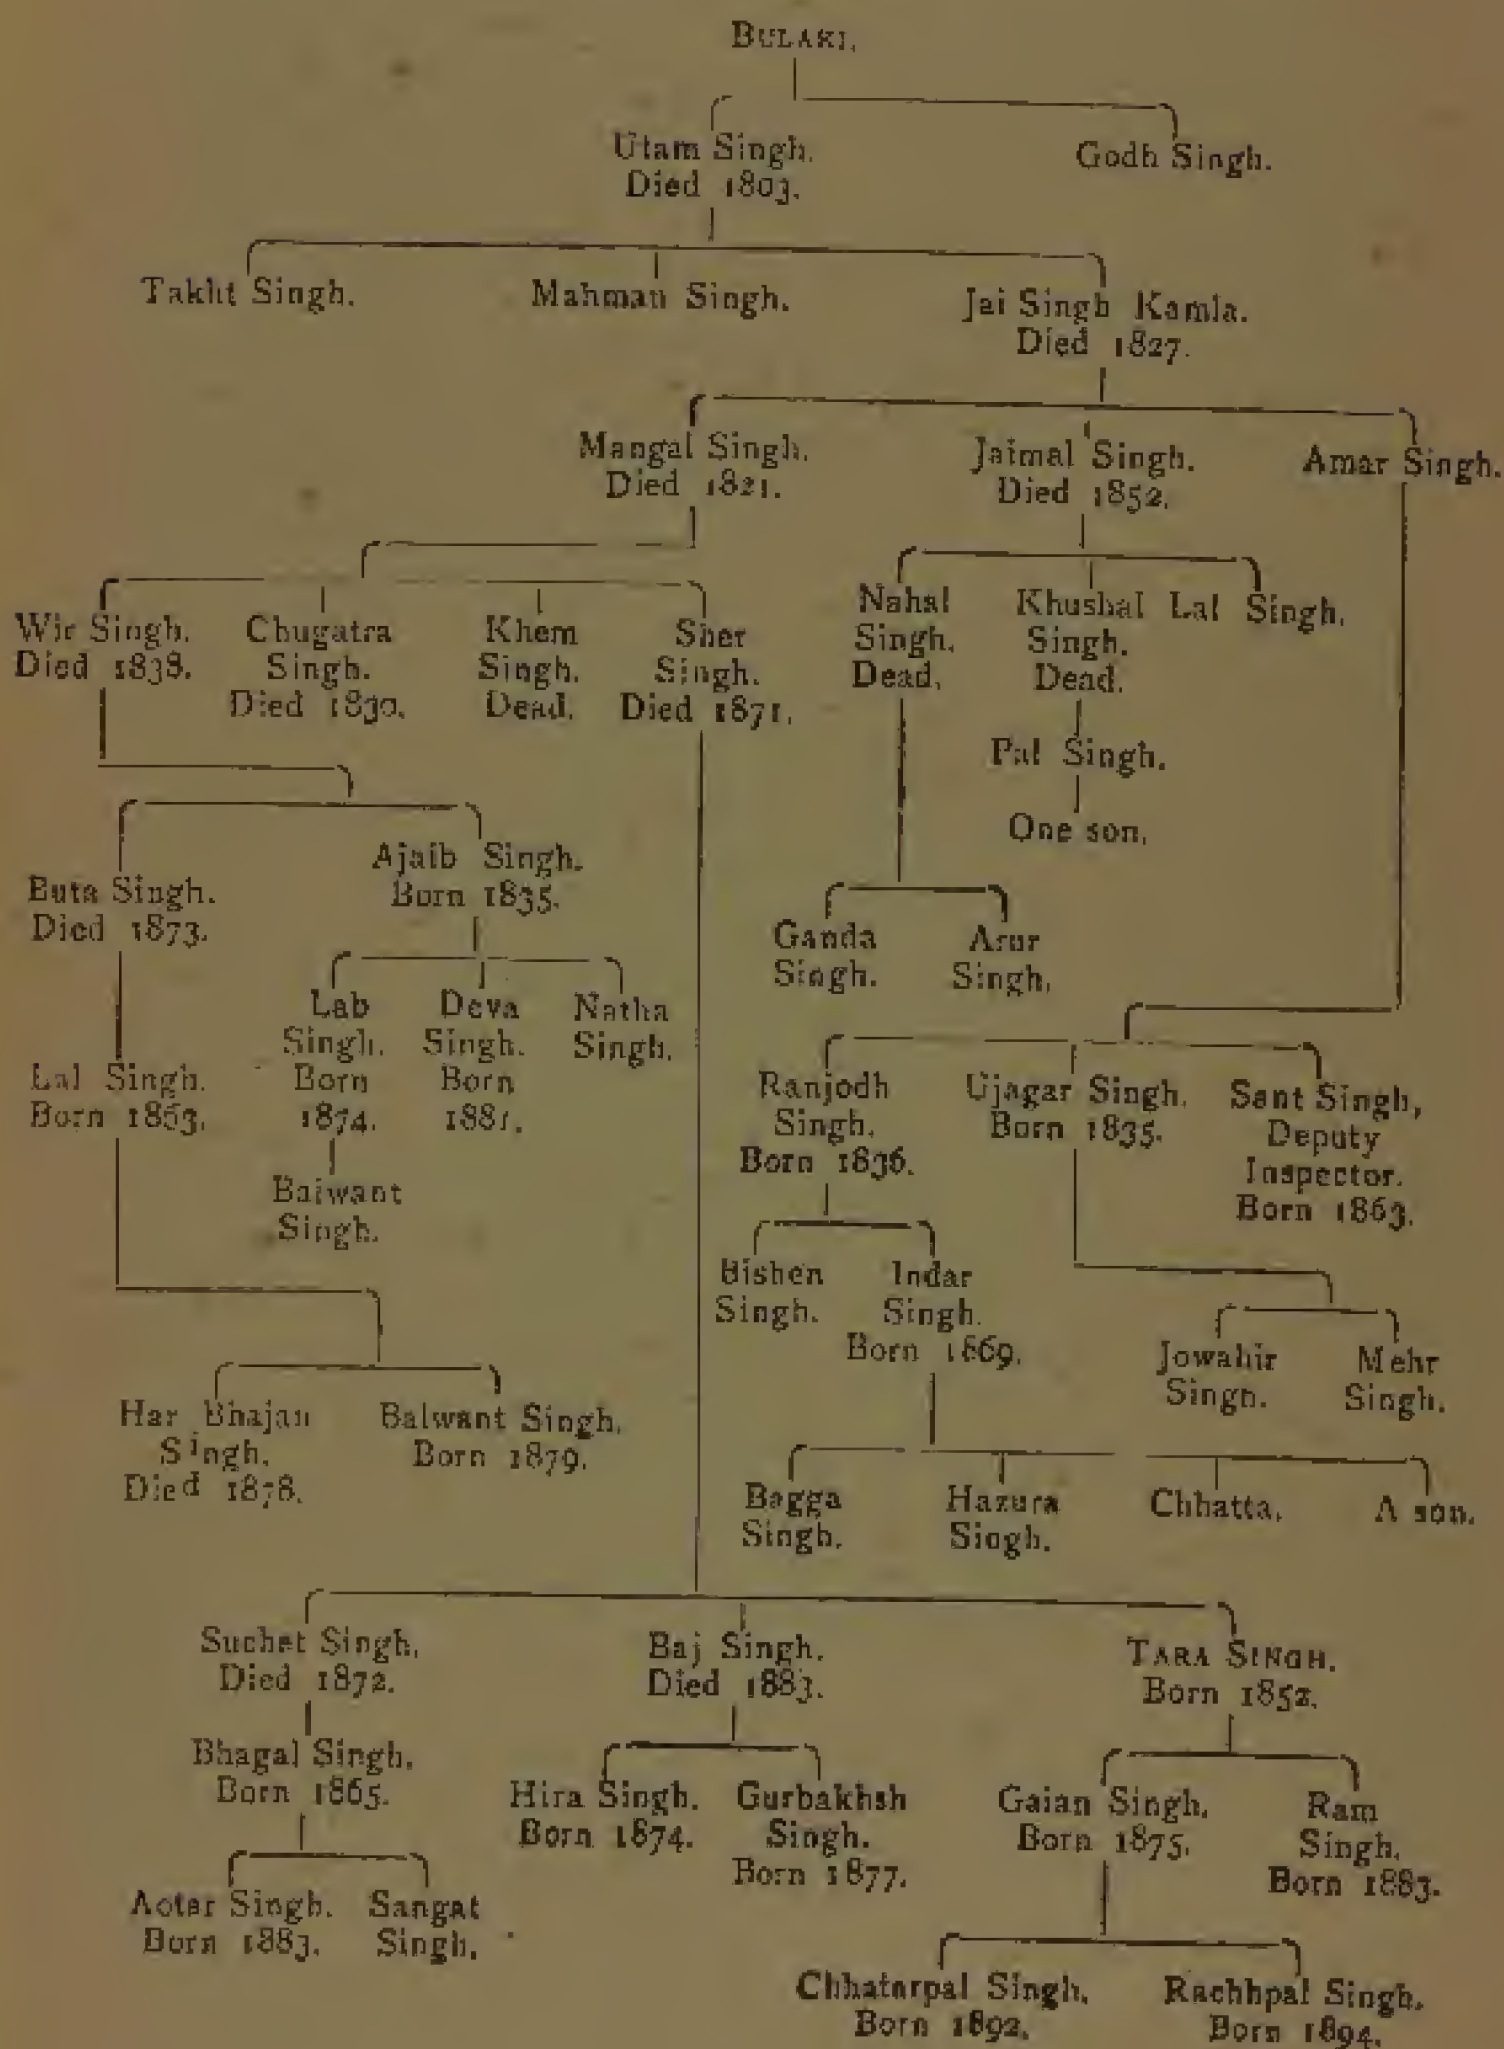 BULAKI.
Utam Singh.
Died 1803.
Godh Singh.
Takht Singh.
Mahman Singh.
Jai Singh Kamla.
Died 1827.
Mangal Singh.
Died 1821.
Jaimal Singh.
Died 1852.
Amar Singh.
Wir Singh.
Died 1838.
Chugatra
Singh.
Died 1830.
Khem
Singh.
Dead.
Sher
Singh.
Died 1871.
Nahal
Singh.
Dead.
Khushal
Singh.
Dead.
Lal Singh.
Pal Singh.
One son.
Buta Singh.
Died 1873.
Ajaib Singh.
Born 1835.
Ganda
Singh.
Arur
Singh.
Lab
Singh.
Born
1874.
Deva
Singh.
Born
1881.
Natha
Singh.
Lal Singh.
Born 1863.
Balwant
Singh.
Ranjodh
Singh.
Born 1836.
Ujagar Singh.
Born 1835.
Sant Singh,
Deputy
Inspector.
Born 1863.
Bishen
Singh.
Indar
Singh.
Born 1869.
Jowahir
Singh.
Mehr
Singh.
Har Bhajan
Singh.
Died 1878.
Balwant Singh.
Born 1879.
Bagga
Singh.
Hazura
Singh.
Chhatta.
A son.
Suchet Singh.
Died 1872.
Baj Singh.
Died 1883.
TARA SINGH.
Born 1852.
Bhagal Singh.
Born 1865.
Hira Singh.
Born 1874.
Gurbakhsh
Singh.
Born 1877.
Gaian Singh.
Born 1875.
Ram
Singh.
Born 1883.
Aotar Singh.
Born 1883.
Sangat
Singh.
Chhatarpal Singh.
Born 1892.
Rachhpal Singh.
Born 1894.